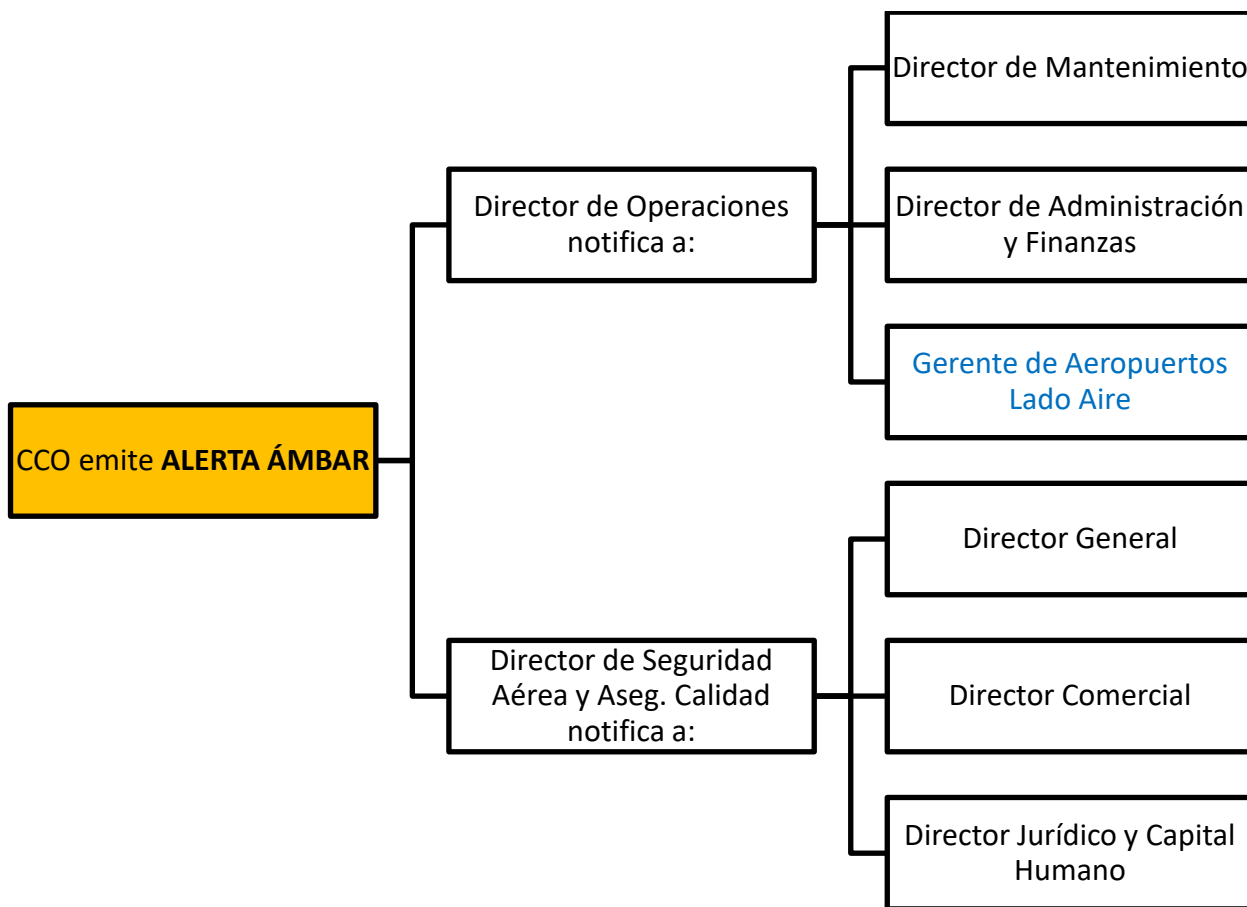 Director de Mantenimiento
Director de Operaciones
notifica a:
Director de Administración
y Finanzas
Gerente de Aeropuertos
Lado Aire
CCO emite ALERTA ÁMBAR
Director General
Director de Seguridad
Aérea y Aseg. Calidad
notifica a:
Director Comercial
Director Jurídico y Capital
Humano